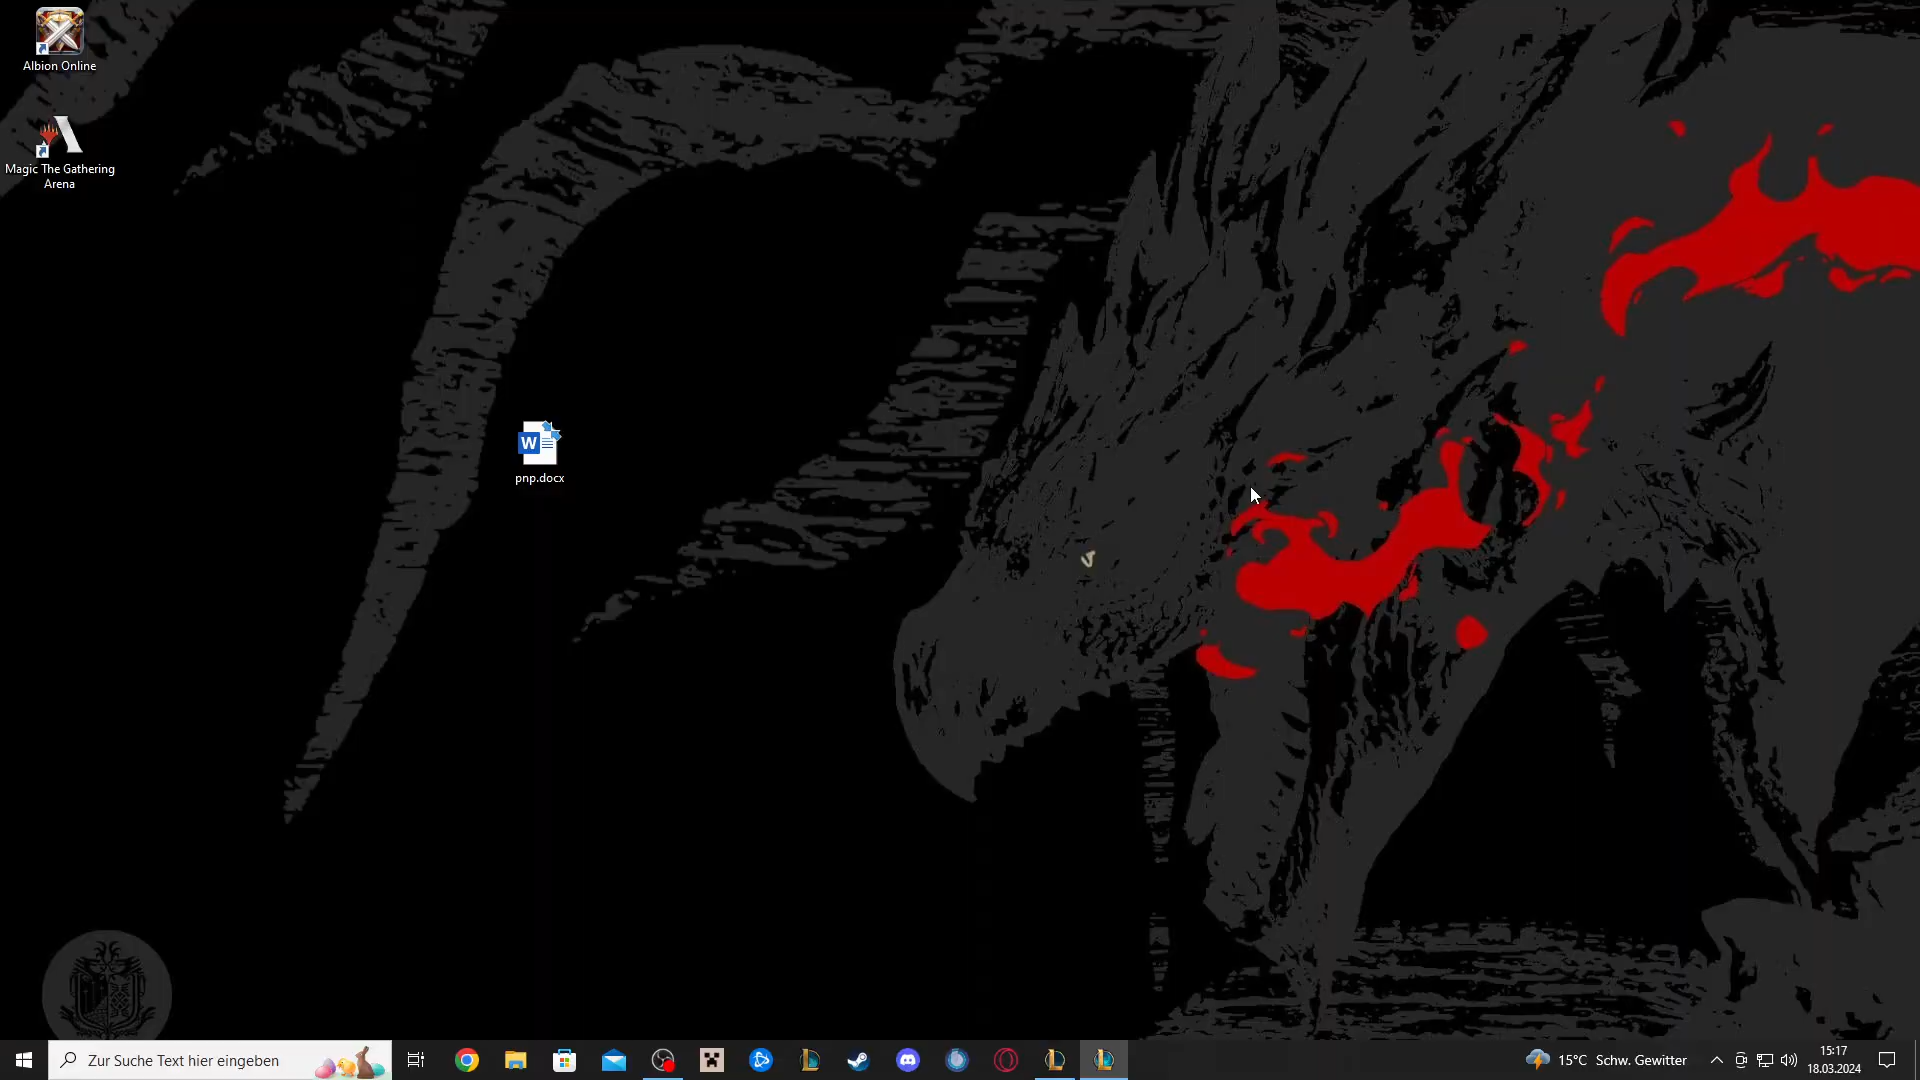 Albion Online
Magic The Gathering
Arena
W
pnp.docx
Zur Suche Text hier eingeben
15°C Schw. Gewitter
15:17
18.03.2024